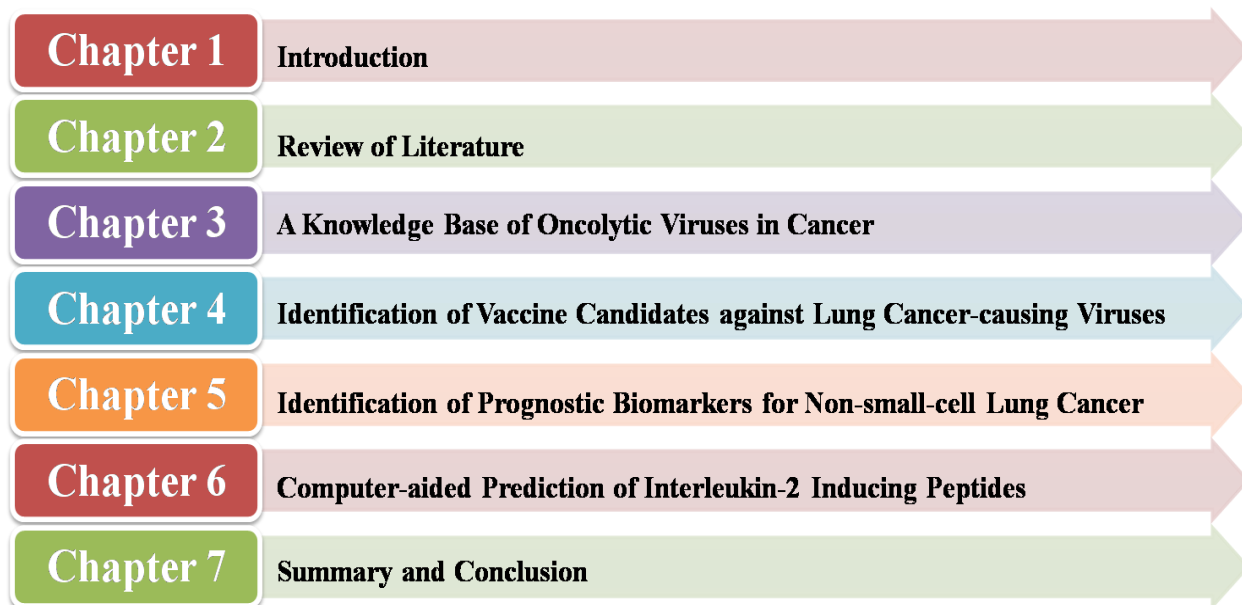 Chapter 1 Introduction
Chapter 2 Review of Literature
Chapter 3 A Knowledge Base of Oncolytic Viruses in Cancer
Chapter 4 Identification of Vaccine Candidates against Lung Cancer-causing Viruses
Chapter 5 Identification of Prognostic Biomarkers for Non-small-cell Lung Cancer
Chapter 6 Computer-aided Prediction of Interleukin-2 Inducing Peptides
Chapter 7 Summary and Conclusion